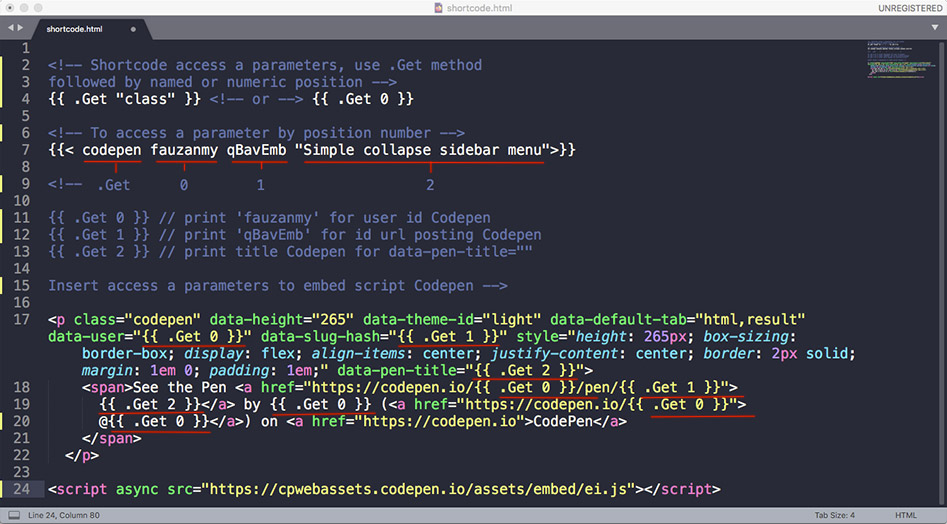 shortcode.html
UNREGISTERED
shortcode.html
1
2 <!-- Shortcode access a parameters, use .Get method
3 followed by named or numeric position -->
4 {{ .Get "class" }} <!-- or --> {{ .Get 0 }}
5
6 <!-- To access a parameter by position number -->
7 {{< codepen fauzanmy qBavEmb "Simple collapse sidebar menu">}}
8
9 <!-- .Get 0 1 2
10
11 {{ .Get 0 }} // print 'fauzanmy' for user id Codepen
12 {{ .Get 1 }} // print 'qBavEmb' for id url posting Codepen
13 {{ .Get 2 }} // print title Codepen for data-pen-title=""
14
15 Insert access a parameters to embed script Codepen -->
16
17 <p class="codepen" data-height="265" data-theme-id="light" data-default-tab="html,result"
data-user="{{ .Get 0 }}" data-slug-hash="{{ .Get 1 }}" style="height: 265px; box-sizing:
border-box; display: flex; align-items: center; justify-content: center; border: 2px solid;
margin: 1em 0; padding: 1em;" data-pen-title="{{ .Get 2 }}">
18 <span>See the Pen <a href="https://codepen.io/{{ .Get 0 }}/pen/{{ .Get 1 }}">
19 {{ .Get 2 }}</a> by {{ .Get 0 }} (<a href="https://codepen.io/{{ .Get 0 }}">
20 @{{ .Get 0 }}</a>) on <a href="https://codepen.io">CodePen</a>
21 </span>
22 </p>
23
24 <script async src="https://cpwebassets.codepen.io/assets/embed/ei.js"></script>
Line 24, Column 80
Tab Size: 4
HTML